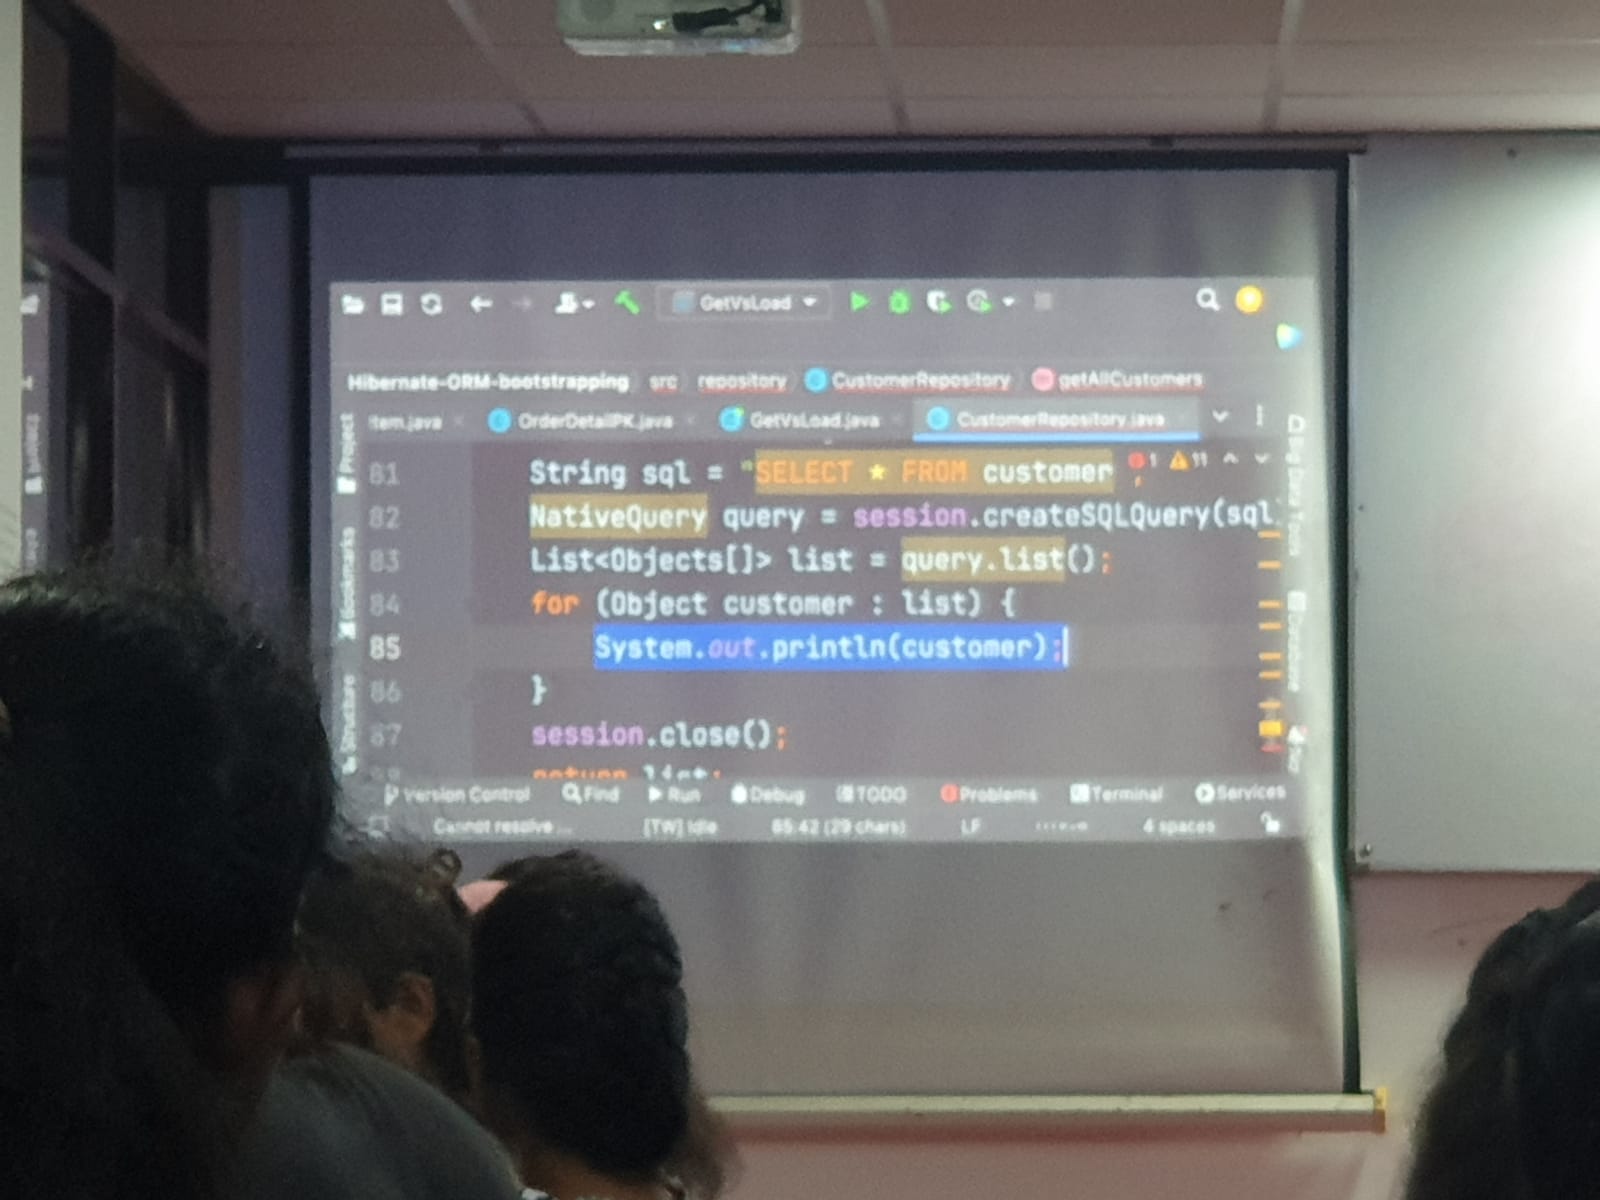 GetVsLoad
Hibernate-ORM-bootstrapping src repository CustomerRepository getAllCustomers
item.java OrderDetailPK.java GetVsLoad.java CustomerRepository.java
Project
Bookmarks
Structure
Big Data Tools
Database
81 String sql = "SELECT * FROM customer ; 1 11
82 NativeQuery query = session.createSQLQuery(sql
83 List<Objects[]> list = query.list();
84 for (Object customer : list) {
85 System.out.println(customer);
86 }
87 session.close();
return list;
Version Control Find Run Debug TODO Problems Terminal Services
Cannot resolve ... [TW] Idle 85:42 (29 chars) LF 4 spaces